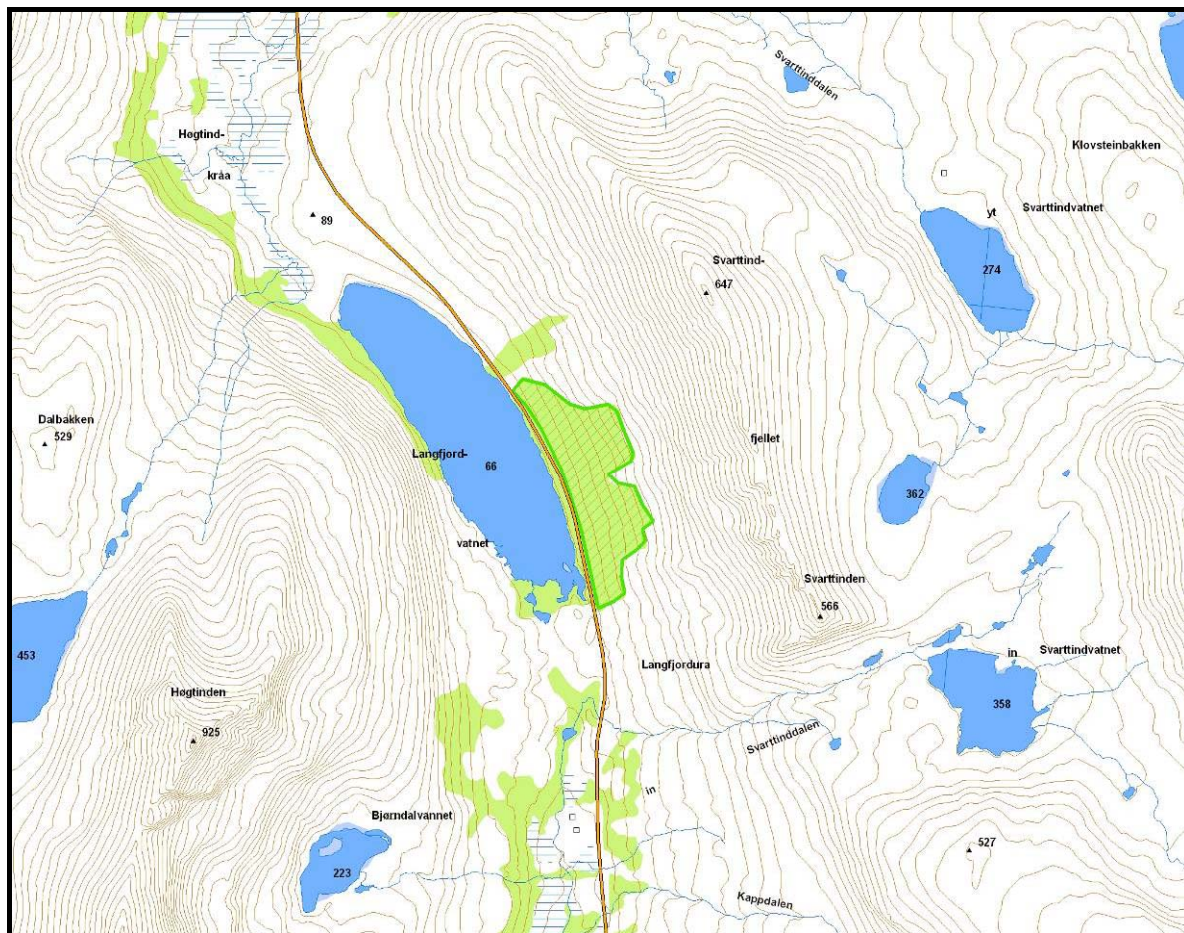 Svarttinddalen
Høgtind-
kråa
Klovsteinbakken
89
yt
Svarttindvatnet
274
Svarttind-
647
Dalbakken
529
fjellet
Langfjord-
66
362
vatnet
Svarttinden
566
453
Langfjordura
in
Svarttindvatnet
Høgtinden
925
358
Svarttinddalen
in
Bjørndalvannet
223
527
Kappdalen